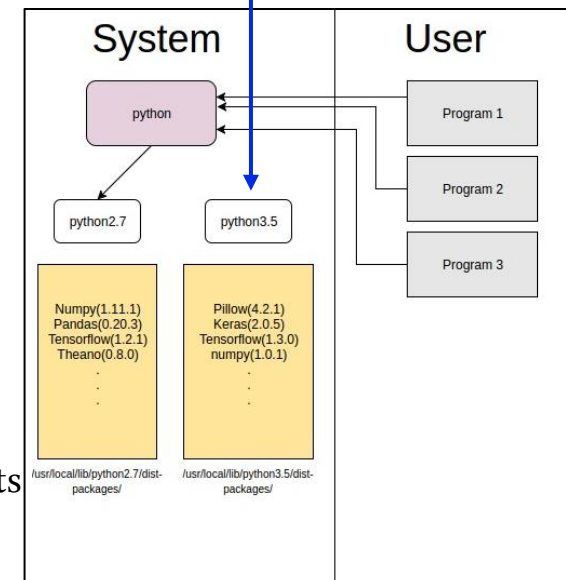 System
User
python
Program 1
Program 2
Program 3
python2.7
python3.5
Numpy(1.11.1)
Pandas(0.20.3)
Tensorflow(1.2.1)
Theano(0.8.0)
.
.
.
Pillow(4.2.1)
Keras(2.0.5)
Tensorflow(1.3.0)
numpy(1.0.1)
.
.
.
ts
/usr/local/lib/python2.7/dist-
packages/
/usr/local/lib/python3.5/dist-
packages/